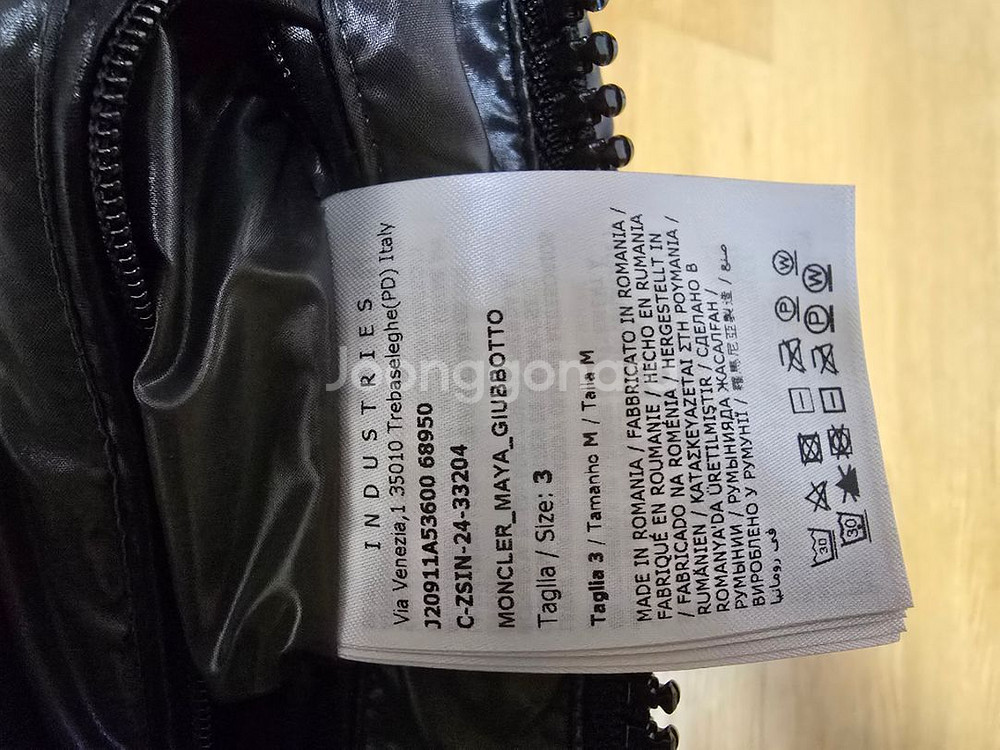 INDUSTRIES
Via Venezia,1 35010 Trebaseleghe(PD) Italy
J20911A53600 68950
C-ZSIN-24-33204
MONCLER_MAYA_GIUBBOTTO
Taglia / Size: 3
Taglia 3 / Tamanho M / Talla M
MADE IN ROMANIA / FABBRICATO IN ROMANIA /
FABRIQUÉ EN ROUMANIE / HECHO EN RUMANIA
/ FABRICADO NA ROMÉNIA / HERGESTELLT IN
RUMÄNIEN / ΚΑΤΑΣΚΕΥΑΖΕΤΑΙ ΣΤΗ ΡΟΥΜΑΝΙΑ /
ROMANYA'DA ÜRETILMIŞTIR / СДЕЛАНО В
РУМЫНИИ / РУМЫНИЯДА ЖАСАЛҒАН /
ВИРОБЛЕНО У РУМУНІЇ / 羅馬尼亞製造 / صنع
في رومانيا
30
P W
30
P W
Joonggonara